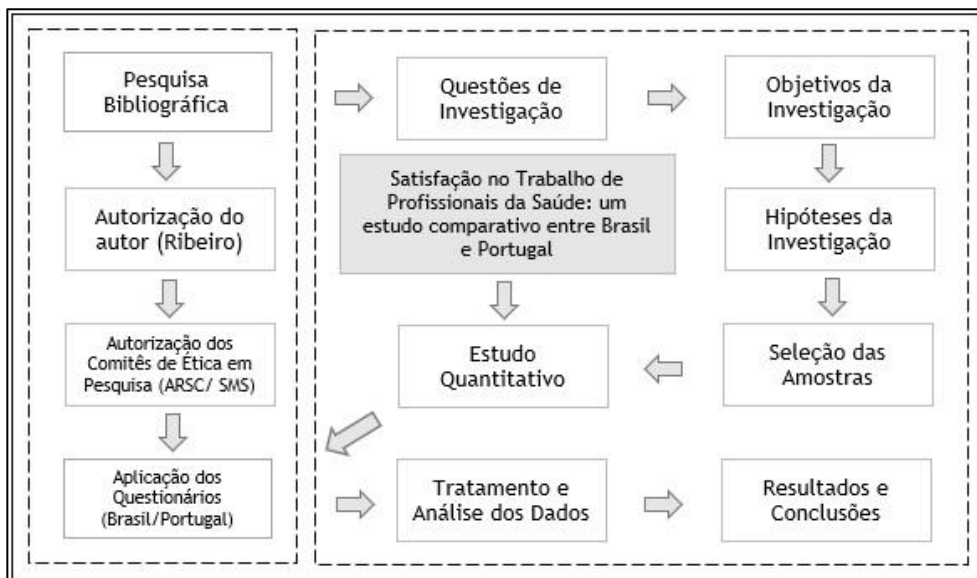 Pesquisa
Bibliográfica
Autorização do
autor (Ribeiro)
Autorização dos
Comitês de Ética em
Pesquisa (ARSC/ SMS)
Aplicação dos
Questionários
(Brasil/Portugal)
Questões de
Investigação
Objetivos da
Investigação
Satisfação no Trabalho de
Profissionais da Saúde: um
estudo comparativo entre Brasil
e Portugal
Hipóteses da
Investigação
Estudo
Quantitativo
Seleção das
Amostras
Tratamento e
Análise dos Dados
Resultados e
Conclusões